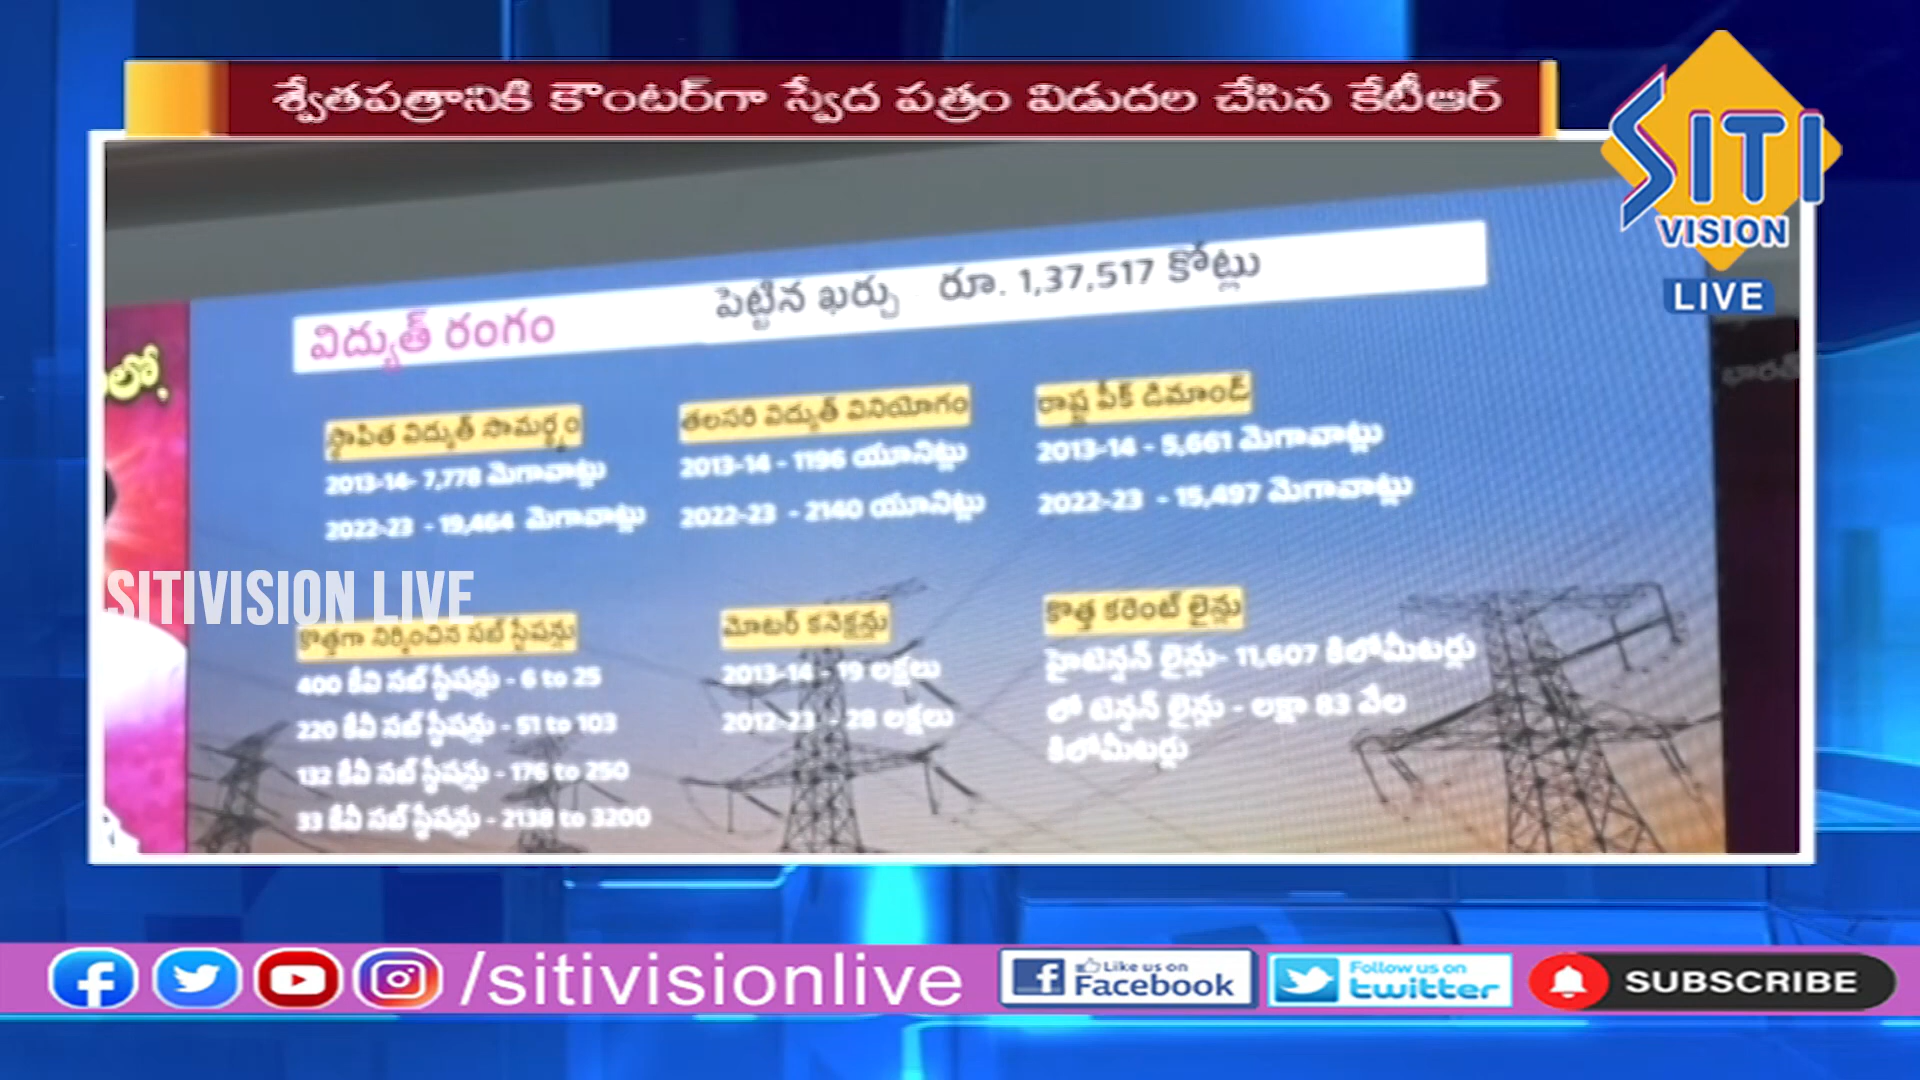 శ్వేతపత్రానికి కౌంటర్‌గా స్వేద పత్రం విడుదల చేసిన కేటీఆర్
SITI
VISION
LIVE
విద్యుత్ రంగం
పెట్టిన ఖర్చు రూ. 1,37,517 కోట్లు
లో,
స్థాపిత విద్యుత్ సామర్థ్యం
2013-14- 7,778 మెగావాట్లు
2022-23 - 19,464 మెగావాట్లు
తలసరి విద్యుత్ వినియోగం
2013-14 - 1196 యూనిట్లు
2022-23 - 2140 యూనిట్లు
రాష్ట్ర పీక్ డిమాండ్
2013-14 - 5,661 మెగావాట్లు
2022-23 - 15,497 మెగావాట్లు
SITIVISION LIVE
కొత్తగా నిర్మించిన సబ్ స్టేషన్లు
400 కేవి సబ్ స్టేషన్లు - 6 to 25
220 కేవీ సబ్ స్టేషన్లు - 51 to 103
132 కేవీ సబ్ స్టేషన్లు - 176 to 250
33 కేవీ సబ్ స్టేషన్లు - 2138 to 3200
మోటర్ కనెక్షన్లు
2013-14 - 19 లక్షలు
2012-23 - 28 లక్షలు
కొత్త కరెంట్ లైన్లు
హైటెన్షన్ లైన్లు- 11,607 కిలోమీటర్లు
లో టెన్షన్ లైన్లు - లక్షా 83 వేల
కిలోమీటర్లు
/sitivisionlive
Like us on
Facebook
Follow us on
twitter
SUBSCRIBE